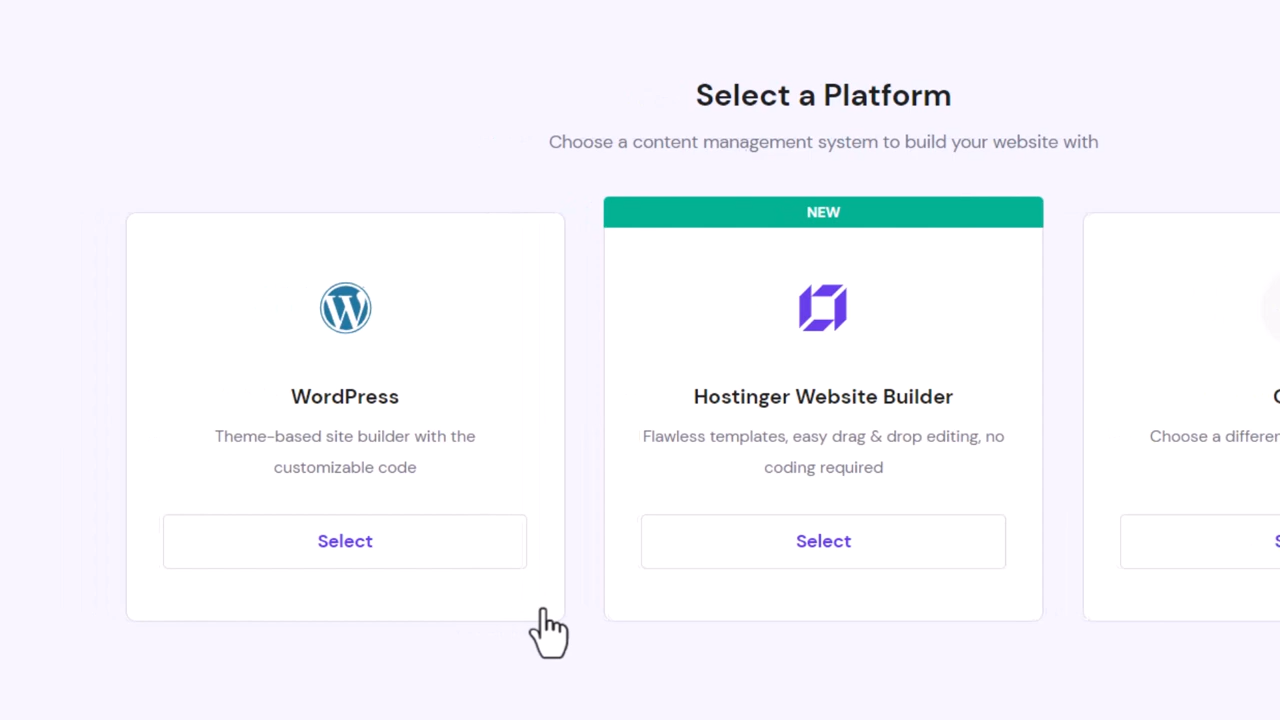 Select a Platform
Choose a content management system to build your website with
NEW
WordPress
Theme-based site builder with the
customizable code
Select
Hostinger Website Builder
Flawless templates, easy drag & drop editing, no
coding required
Select
Choose a